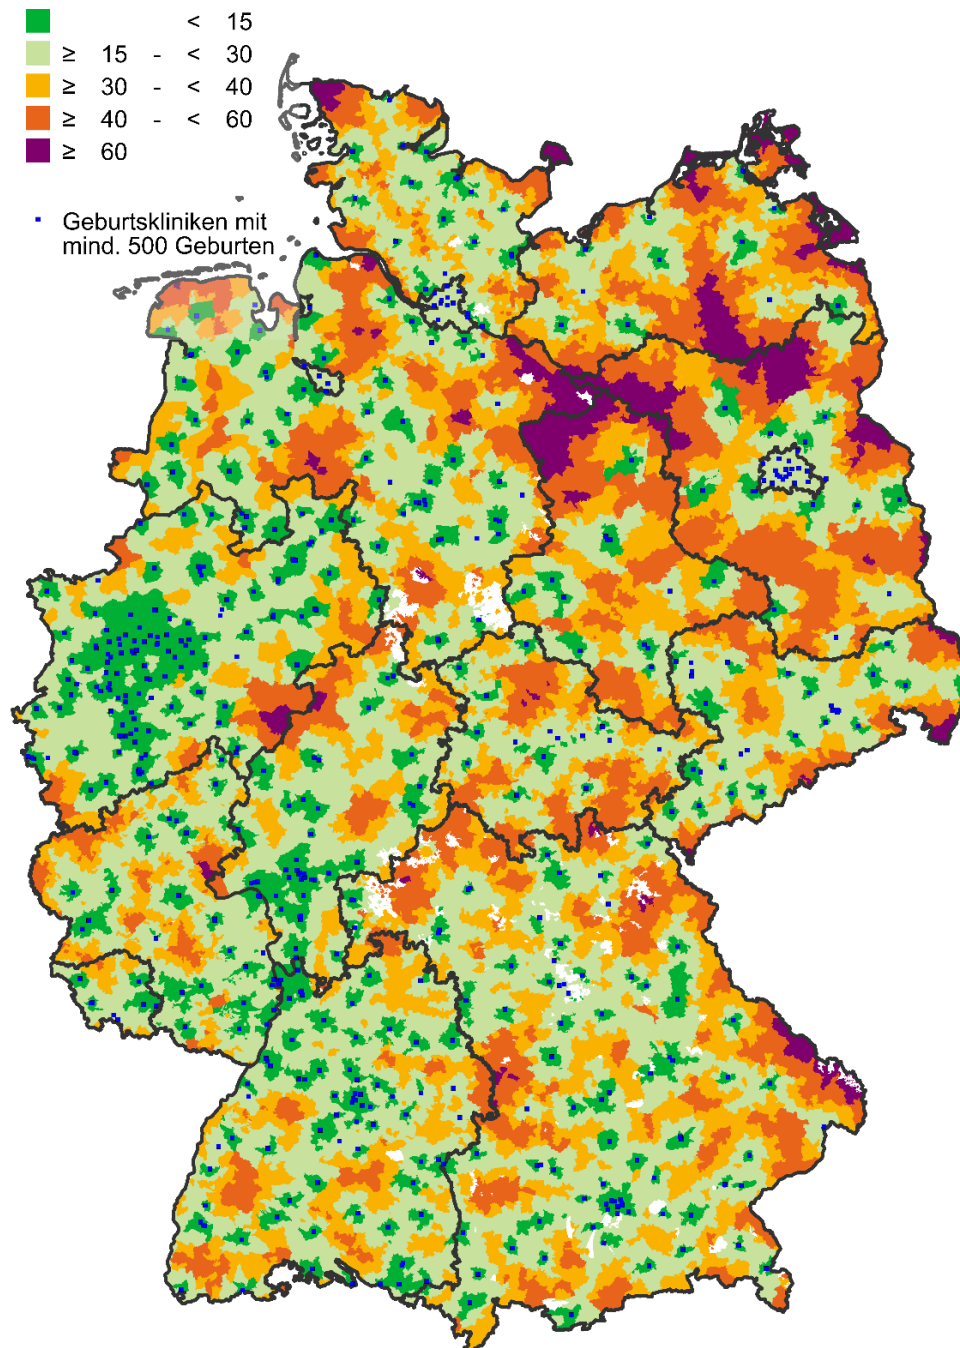 < 15
≥ 15 - < 30
≥ 30 - < 40
≥ 40 - < 60
≥ 60
Geburtskliniken mit
mind. 500 Geburten